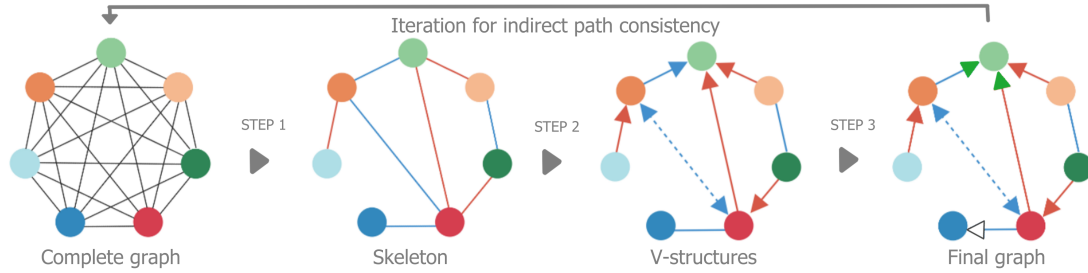 Iteration for indirect path consistency
STEP 1
STEP 2
STEP 3
Complete graph
Skeleton
V-structures
Final graph